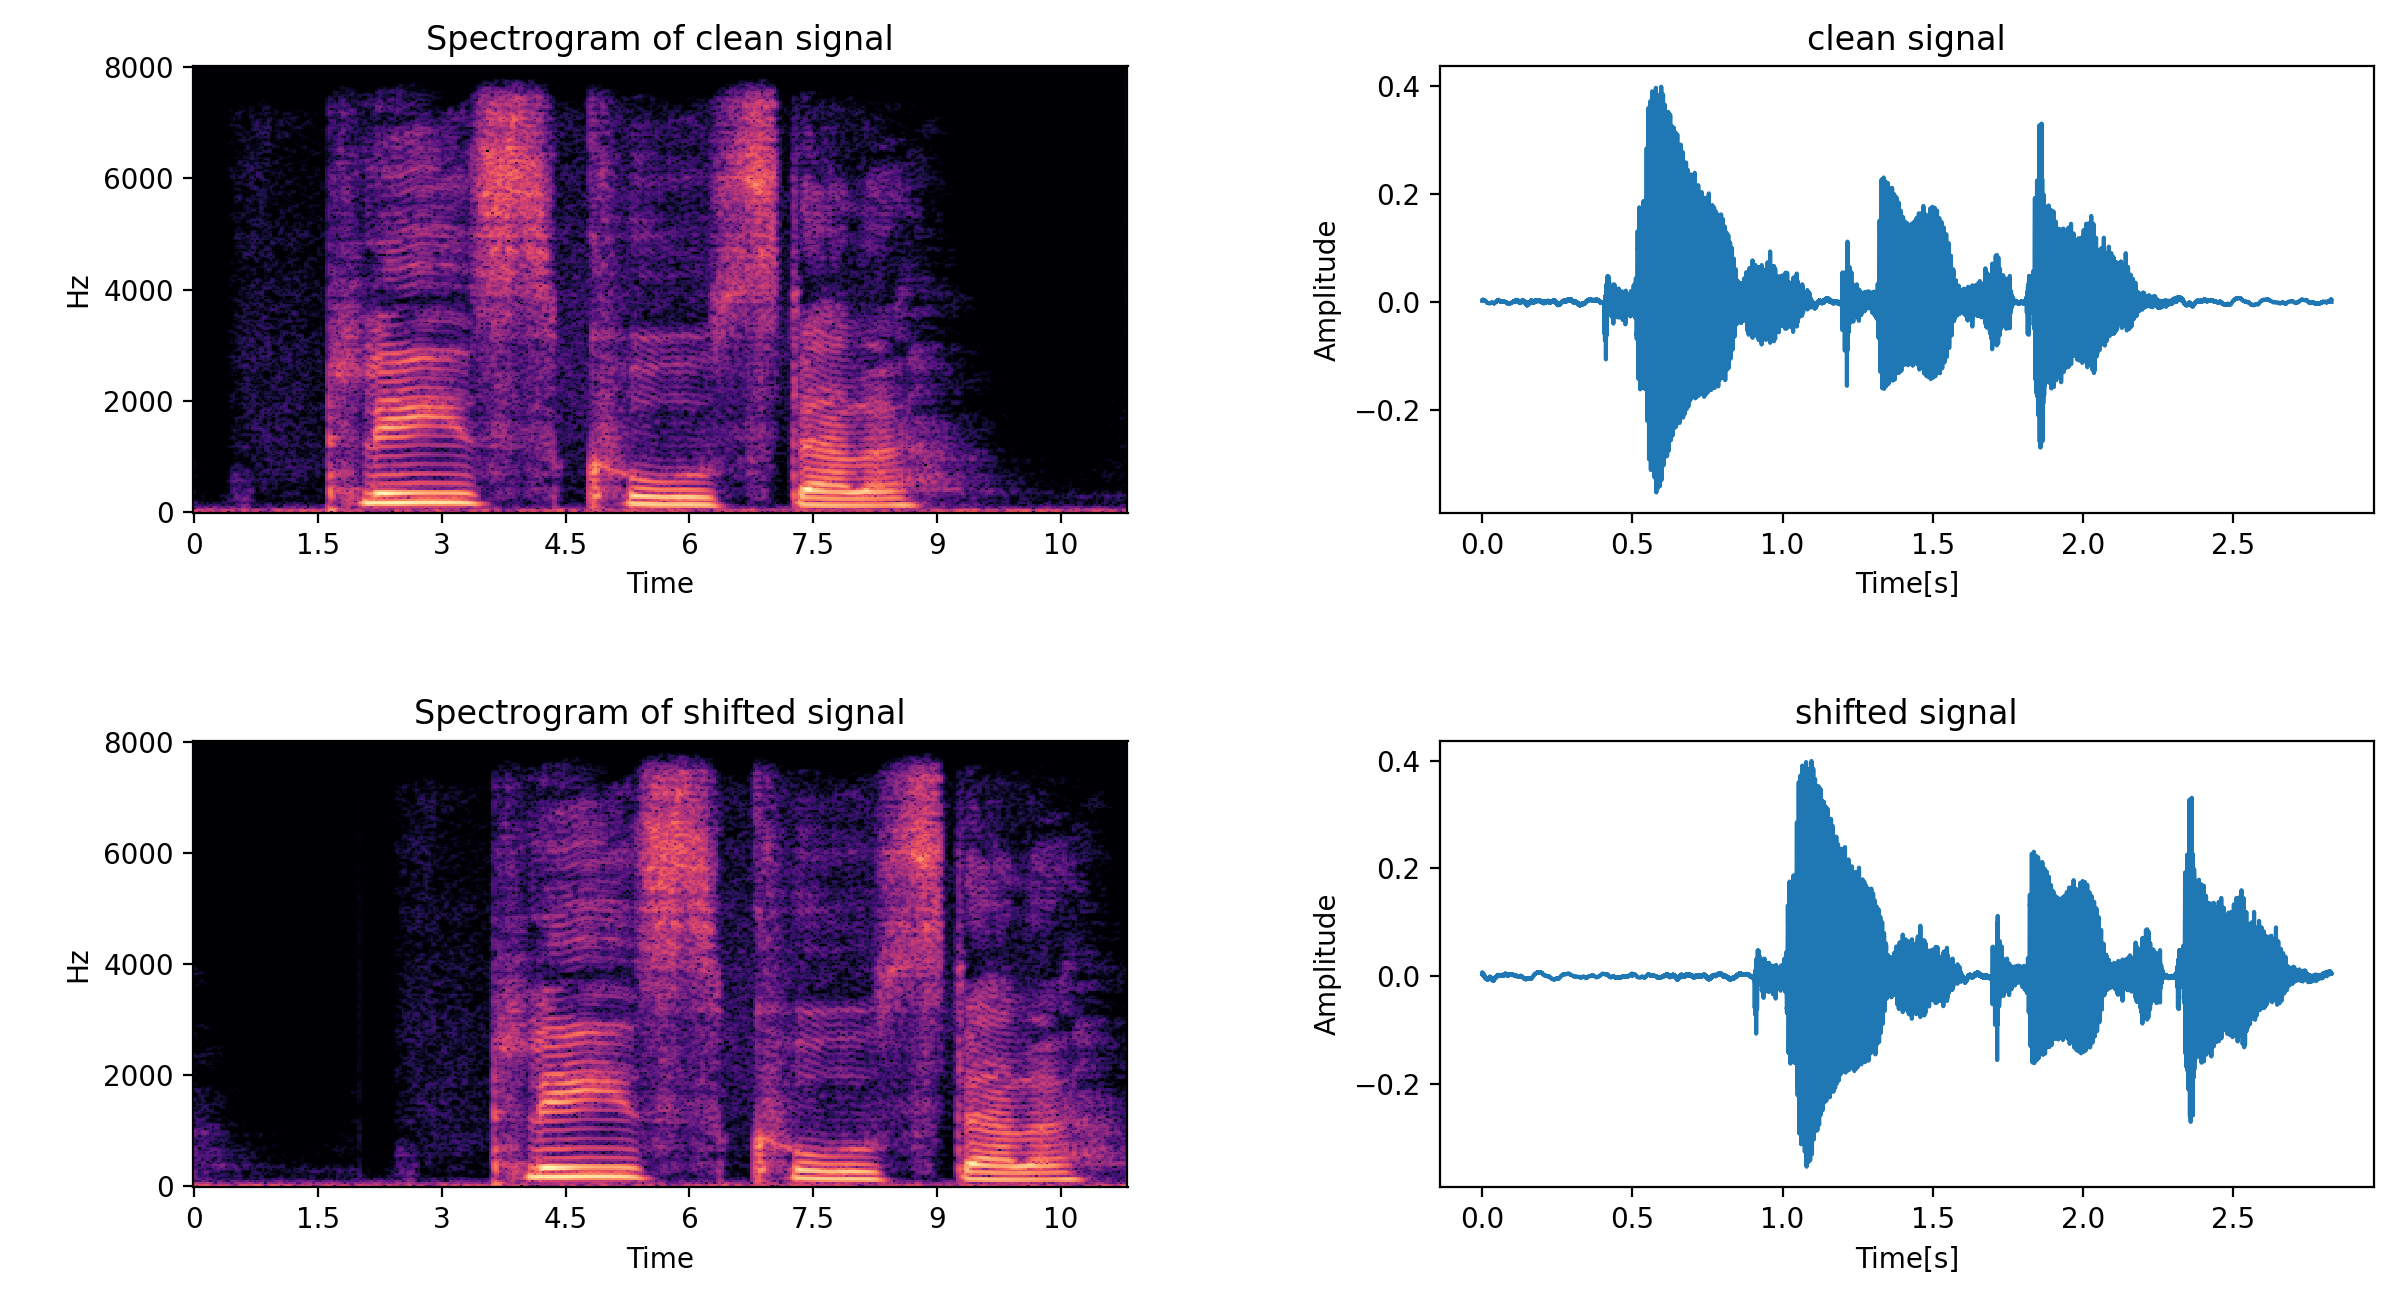 Spectrogram of clean signal
8000
6000
4000
2000
0
Hz
0 1.5 3 4.5 6 7.5 9 10
Time
clean signal
0.4
0.2
0.0
−0.2
Amplitude
0.0 0.5 1.0 1.5 2.0 2.5
Time[s]
Spectrogram of shifted signal
8000
6000
4000
2000
0
Hz
0 1.5 3 4.5 6 7.5 9 10
Time
shifted signal
0.4
0.2
0.0
−0.2
Amplitude
0.0 0.5 1.0 1.5 2.0 2.5
Time[s]